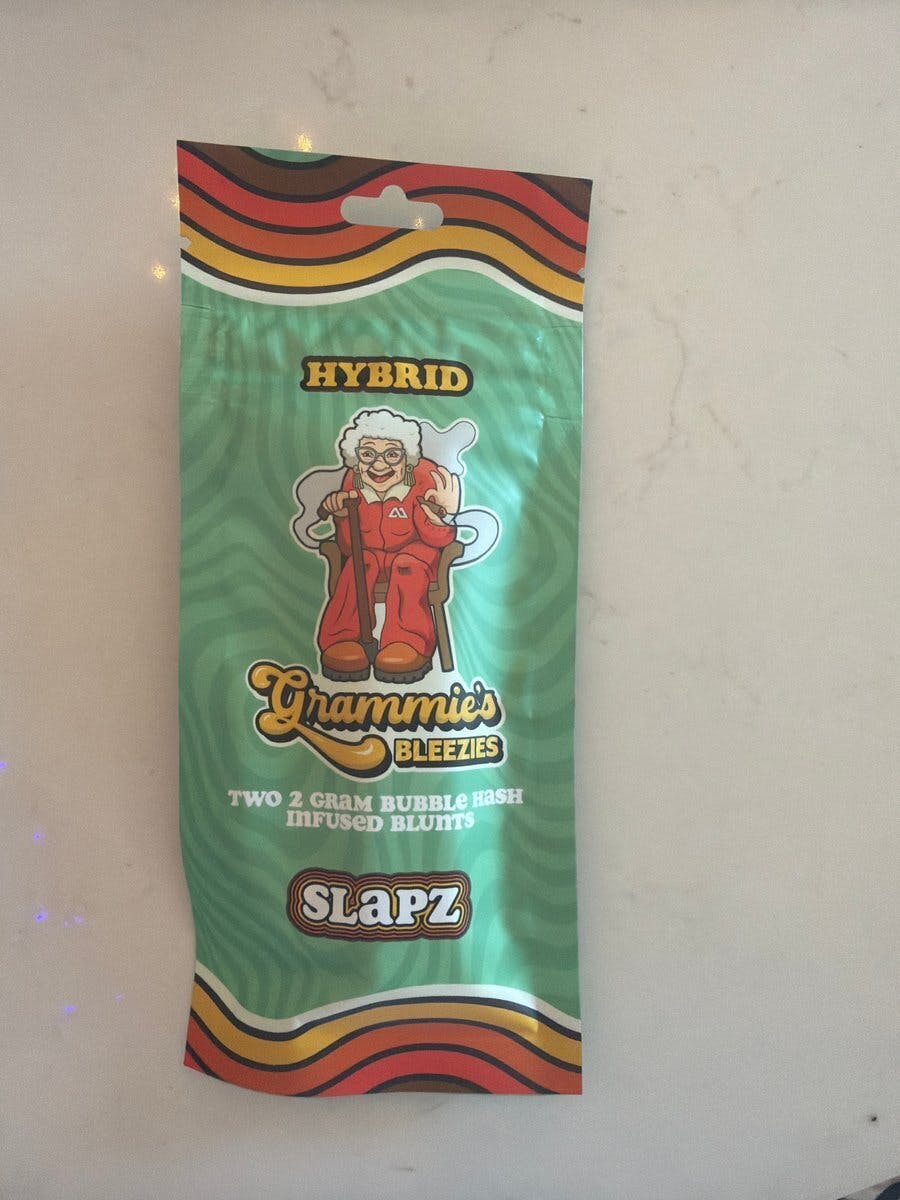 HYBRID
Grammie's
BLEEZIES
TWO 2 GRAM BUBBLE HASH
INFUSED BLUNTS
SLAPZ